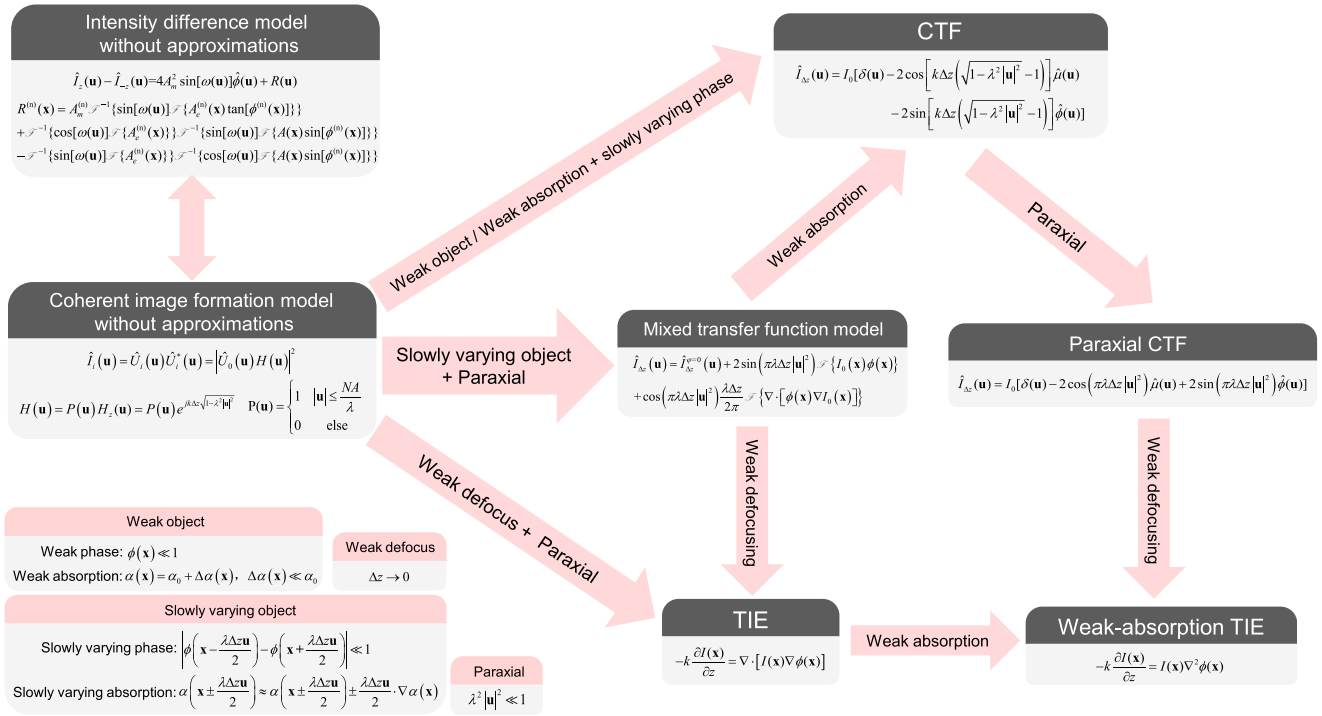 Intensity difference model
without approximations
Î_z(𝐮) − Î_{−z}(𝐮)=4A_m^2 sin[ω(𝐮)]ϕ̂(𝐮) + R(𝐮)
R^{(n)}(𝐱) = A_m^{(n)} ℱ^{−1}{sin[ω(𝐮)]ℱ{A_e^{(n)}(𝐱) tan[ϕ^{(n)}(𝐱)]}}
+ℱ^{−1}{cos[ω(𝐮)]ℱ{A_e^{(n)}(𝐱)}}ℱ^{−1}{sin[ω(𝐮)]ℱ{A(𝐱) sin[ϕ^{(n)}(𝐱)]}}
−ℱ^{−1}{sin[ω(𝐮)]ℱ{A_e^{(n)}(𝐱)}}ℱ^{−1}{cos[ω(𝐮)]ℱ{A(𝐱) sin[ϕ^{(n)}(𝐱)]}}
CTF
Î_{Δz}(𝐮) = I_0[δ(𝐮) − 2cos[kΔz(√(1−λ^2|𝐮|^2) −1)]μ̂(𝐮)
− 2sin[kΔz(√(1−λ^2|𝐮|^2) −1)]ϕ̂(𝐮)]
Weak object / Weak absorption + slowly varying phase
Weak absorption
Paraxial
Coherent image formation model
without approximations
Î_i(𝐮) = Û_i(𝐮)Û_i^*(𝐮) = |Û_0(𝐮)H(𝐮)|^2
H(𝐮) = P(𝐮)H_z(𝐮) = P(𝐮)e^{jkΔz√(1−λ^2|𝐮|^2)} P(𝐮) = {1 |𝐮| ≤ NA/λ
0 else
Slowly varying object
+ Paraxial
Mixed transfer function model
Î_{Δz}(𝐮) = Î_{Δz}^{φ=0}(𝐮) + 2sin(πλΔz|𝐮|^2)ℱ{I_0(𝐱)ϕ(𝐱)}
+cos(πλΔz|𝐮|^2) λΔz/2π ℱ{∇·[ϕ(𝐱)∇I_0(𝐱)]}
Paraxial CTF
Î_{Δz}(𝐮) = I_0[δ(𝐮) − 2cos(πλΔz|𝐮|^2)μ̂(𝐮) + 2sin(πλΔz|𝐮|^2)ϕ̂(𝐮)]
Weak defocus + Paraxial
Weak defocusing
Weak defocusing
Weak object
Weak phase: ϕ(𝐱) ≪ 1
Weak absorption: α(𝐱) = α_0 + Δα(𝐱), Δα(𝐱) ≪ α_0
Weak defocus
Δz → 0
Slowly varying object
Slowly varying phase: |ϕ(𝐱 − λΔz𝐮/2) − ϕ(𝐱 + λΔz𝐮/2)| ≪ 1
Slowly varying absorption: α(𝐱 ± λΔz𝐮/2) ≈ α(𝐱 ± λΔz𝐮/2) ± λΔz𝐮/2 · ∇α(𝐱)
Paraxial
λ^2|𝐮|^2 ≪ 1
TIE
−k ∂I(𝐱)/∂z = ∇·[I(𝐱)∇ϕ(𝐱)]
Weak absorption
Weak-absorption TIE
−k ∂I(𝐱)/∂z = I(𝐱)∇^2ϕ(𝐱)